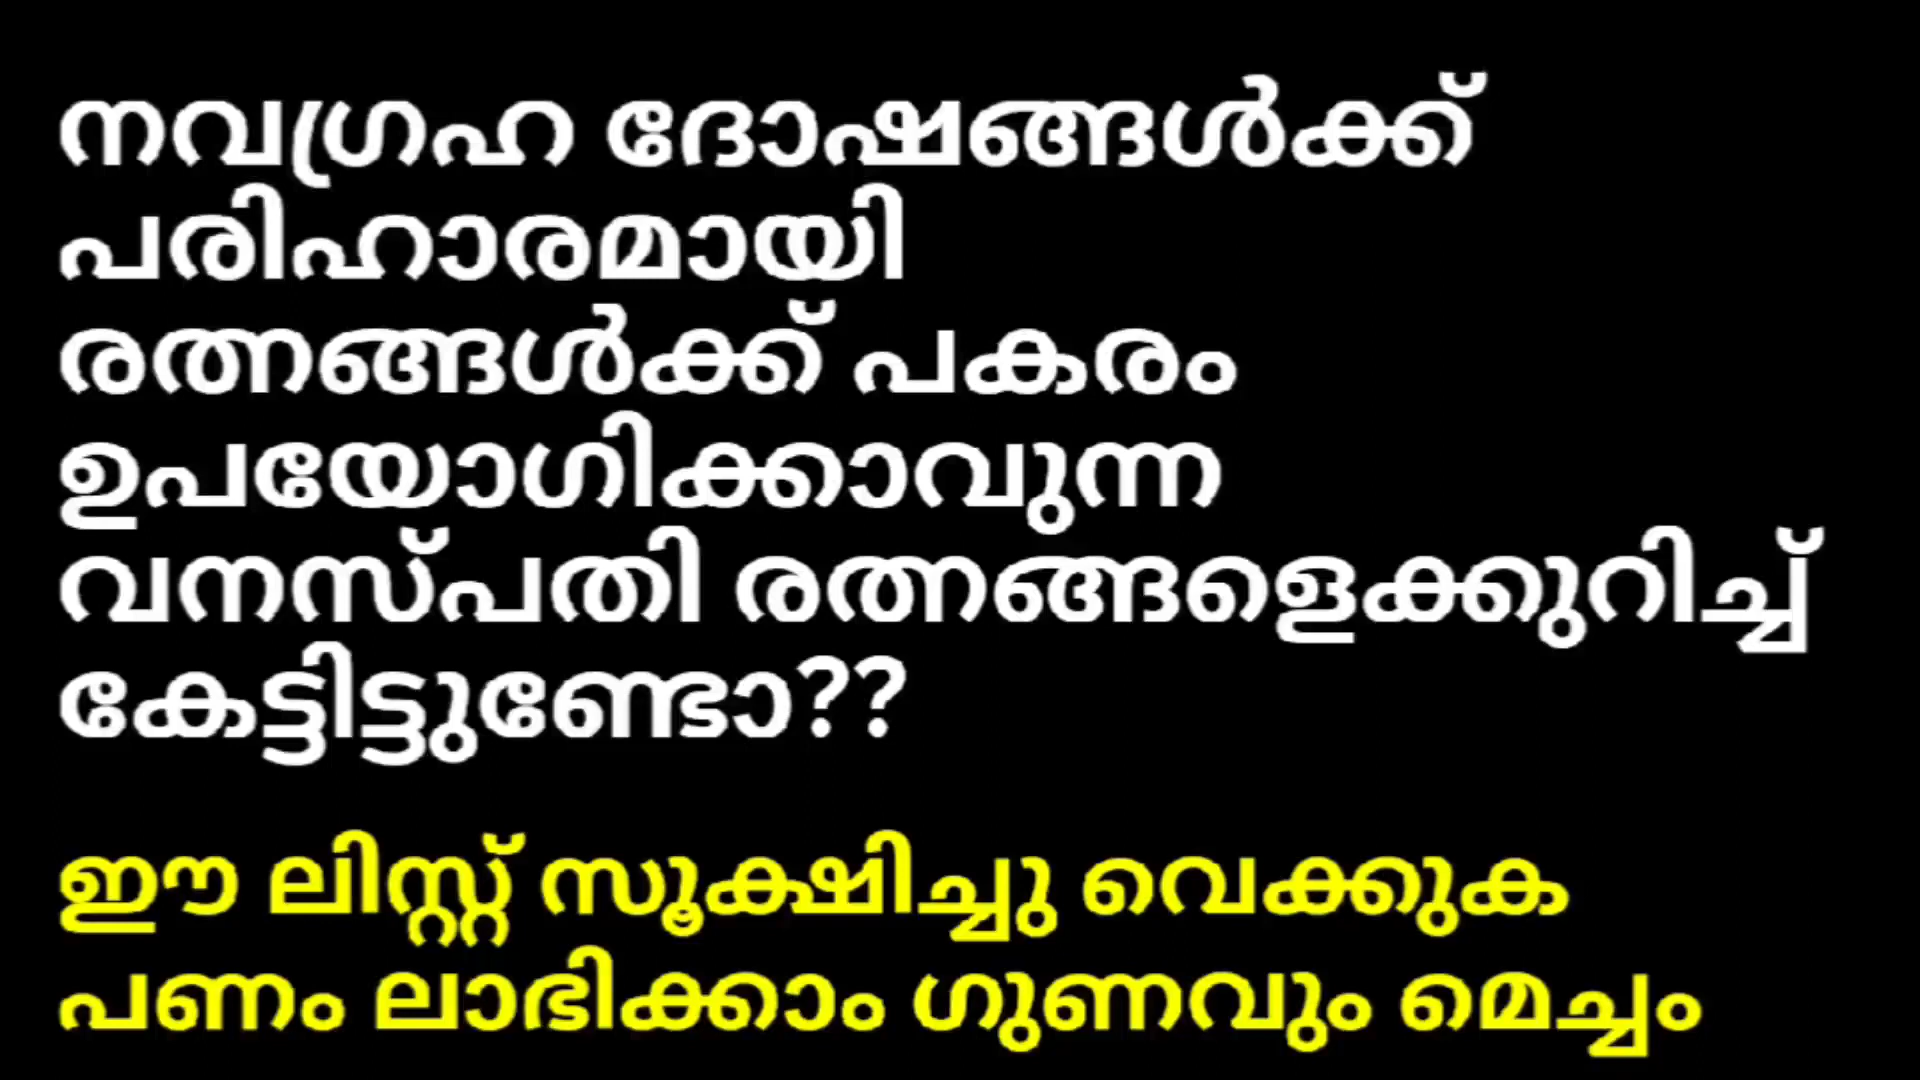 നവഗ്രഹ ദോഷങ്ങൾക്ക്
പരിഹാരമായി
രത്നങ്ങൾക്ക് പകരം
ഉപയോഗിക്കാവുന്ന
വനസ്പതി രത്നങ്ങളെക്കുറിച്ച്
കേട്ടിട്ടുണ്ടോ??
ഈ ലിസ്റ്റ് സൂക്ഷിച്ചു വെക്കുക
പണം ലാഭിക്കാം ഗുണവും മെച്ചം